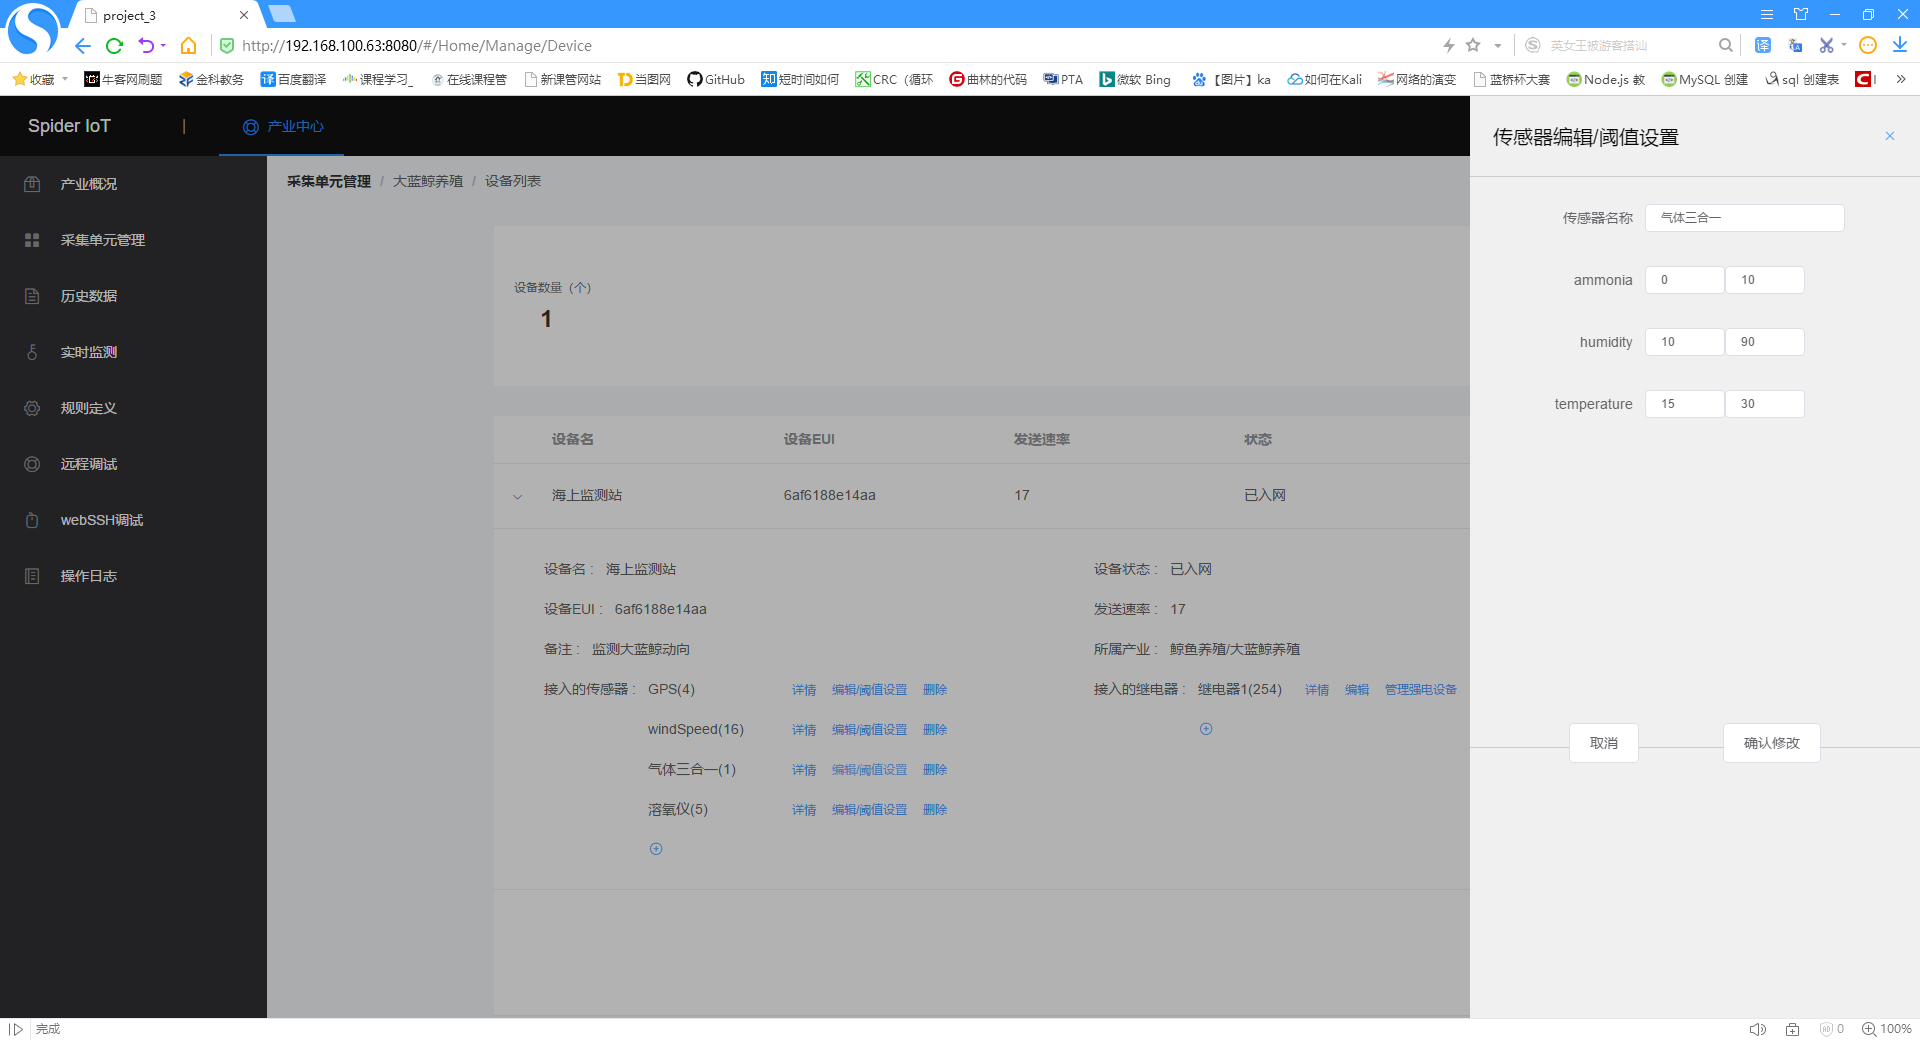 project_3
http://192.168.100.63:8080/#/Home/Manage/Device
英女王被游客搭讪
收藏 牛客网刷题 金科教务 百度翻译 课程学习_ 在线课程管 新课管网站 当图网 GitHub 短时间如何 CRC（循环 曲林的代码 PTA 微软 Bing 【图片】ka 如何在Kali 网络的演变 蓝桥杯大赛 Node.js 教 MySQL 创建 sql 创建表
Spider IoT | 产业中心
产业概况
采集单元管理
历史数据
实时监测
规则定义
远程调试
webSSH调试
操作日志
采集单元管理 / 大蓝鲸养殖 / 设备列表
设备数量（个）
1
设备名 设备EUI 发送速率 状态
海上监测站 6af6188e14aa 17 已入网
设备名： 海上监测站 设备状态： 已入网
设备EUI： 6af6188e14aa 发送速率： 17
备注： 监测大蓝鲸动向 所属产业： 鲸鱼养殖/大蓝鲸养殖
接入的传感器： GPS(4) 详情 编辑/阈值设置 删除 接入的继电器： 继电器1(254) 详情 编辑 管理强电设备
windSpeed(16) 详情 编辑/阈值设置 删除
气体三合一(1) 详情 编辑/阈值设置 删除
溶氧仪(5) 详情 编辑/阈值设置 删除
传感器编辑/阈值设置
传感器名称 气体三合一
ammonia 0 10
humidity 10 90
temperature 15 30
取消 确认修改
完成
0 100%